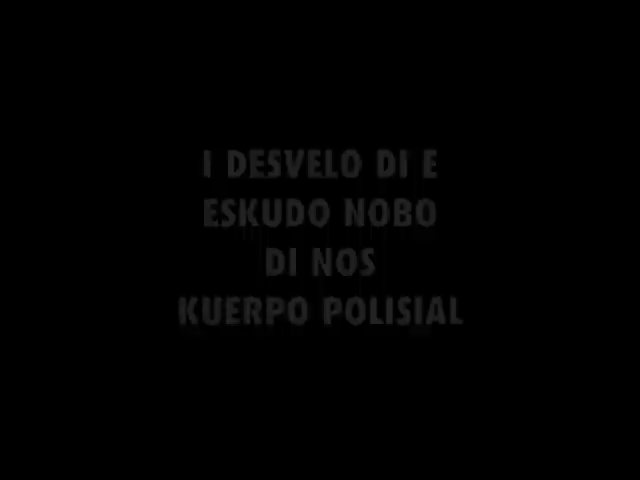 I DESVELO DI E
ESKUDO NOBO
DI NOS
KUERPO POLISIAL